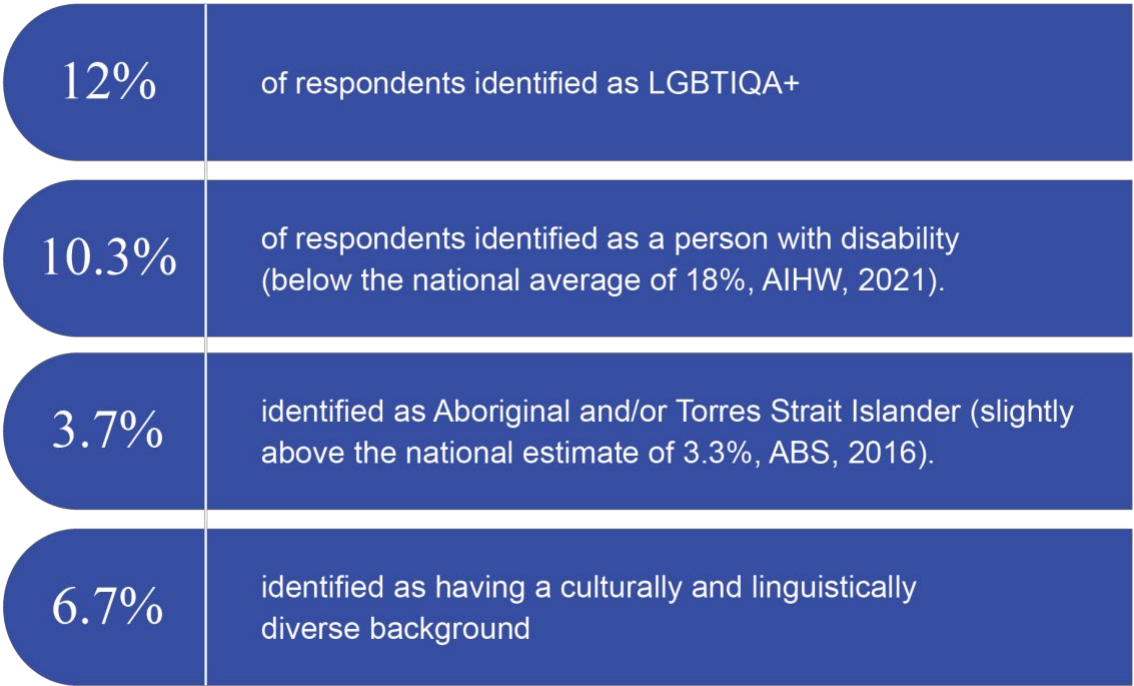 12%
of respondents identified as LGBTIQA+
10.3%
of respondents identified as a person with disability
(below the national average of 18%, AIHW, 2021).
3.7%
identified as Aboriginal and/or Torres Strait Islander (slightly
above the national estimate of 3.3%, ABS, 2016).
6.7%
identified as having a culturally and linguistically
diverse background